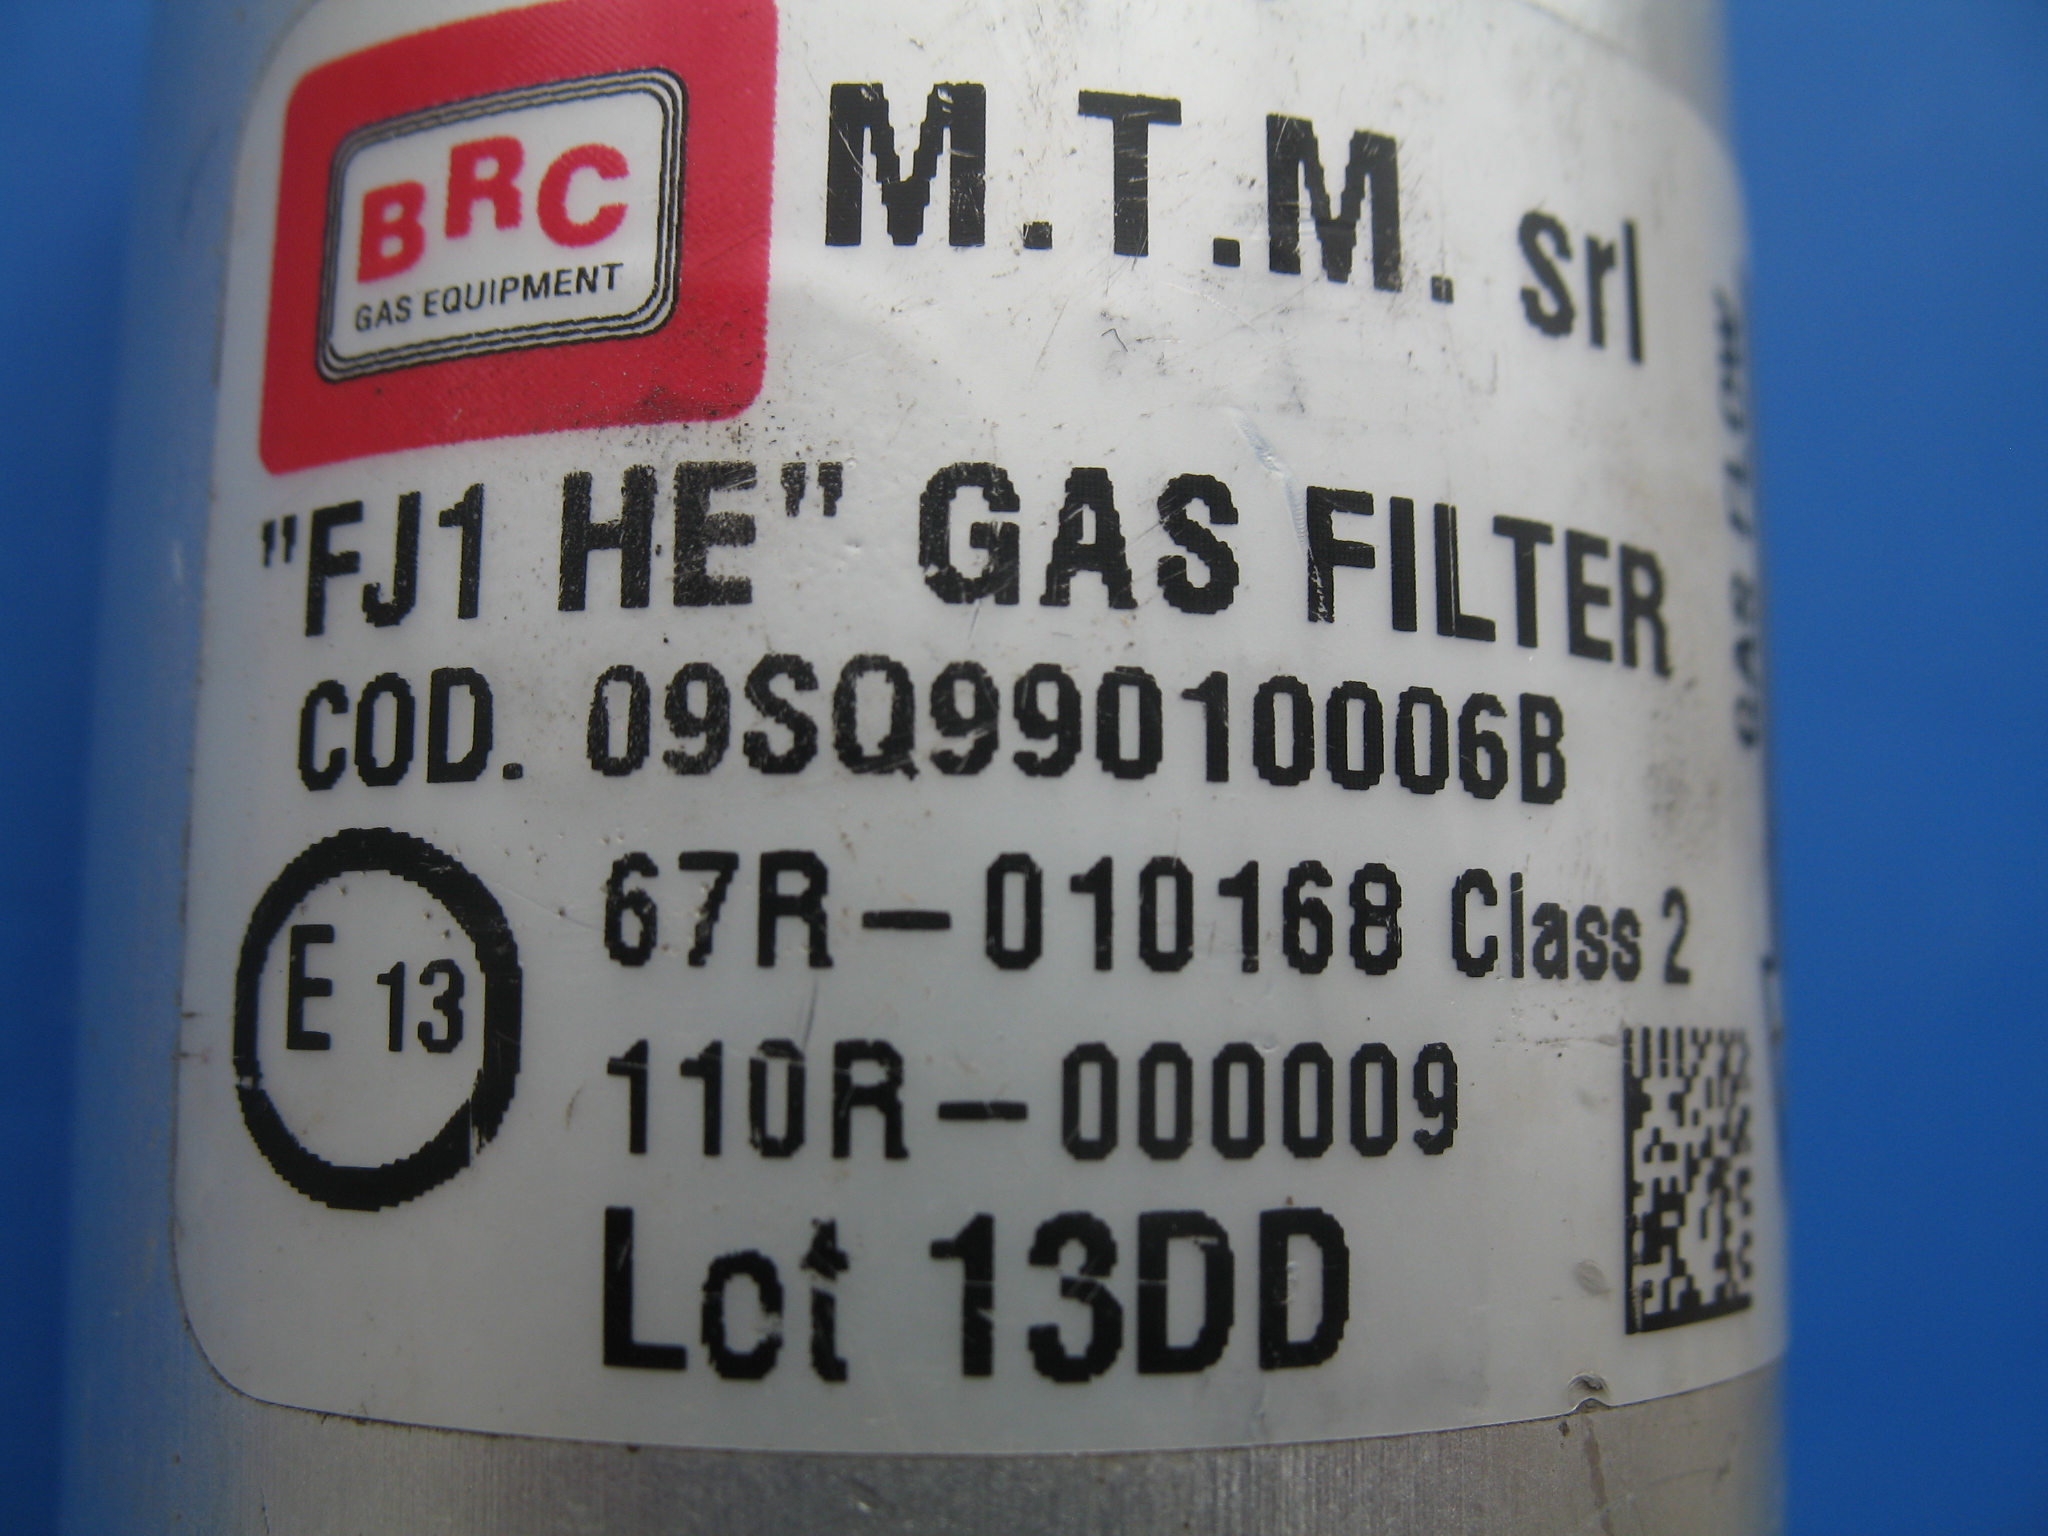 BRC
GAS EQUIPMENT
M.T.M. srl
"FJ1 HE" GAS FILTER
COD. 09SQ99010006B
E 13
67R-010168 Class 2
110R-000009
Lot 13DD